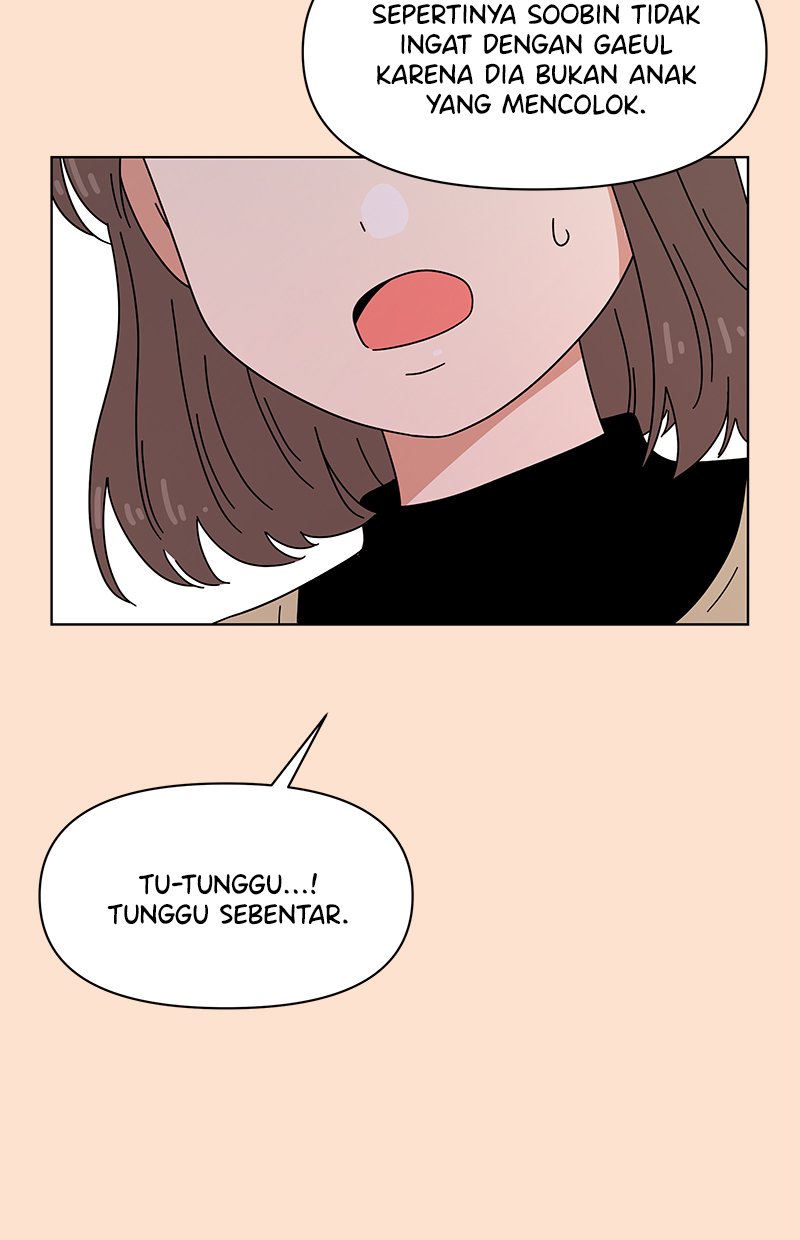 SEPERTINYA SOOBIN TIDAK
INGAT DENGAN GAEUL
KARENA DIA BUKAN ANAK
YANG MENCOLOK.
TU-TUNGGU...!
TUNGGU SEBENTAR.